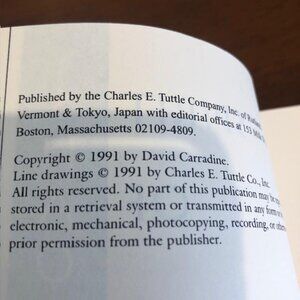 Published by the Charles E. Tuttle Company, Inc. of
Vermont & Tokyo, Japan with editorial offices at 153
Boston, Massachusetts 02109-4809.
Copyright © 1991 by David Carradine.
Line drawings © 1991 by Charles E. Tuttle Co., Inc.
All rights reserved. No part of this publication may be
stored in a retrieval system or transmitted in any form
electronic, mechanical, photocopying, recording, or
prior permission from the publisher.